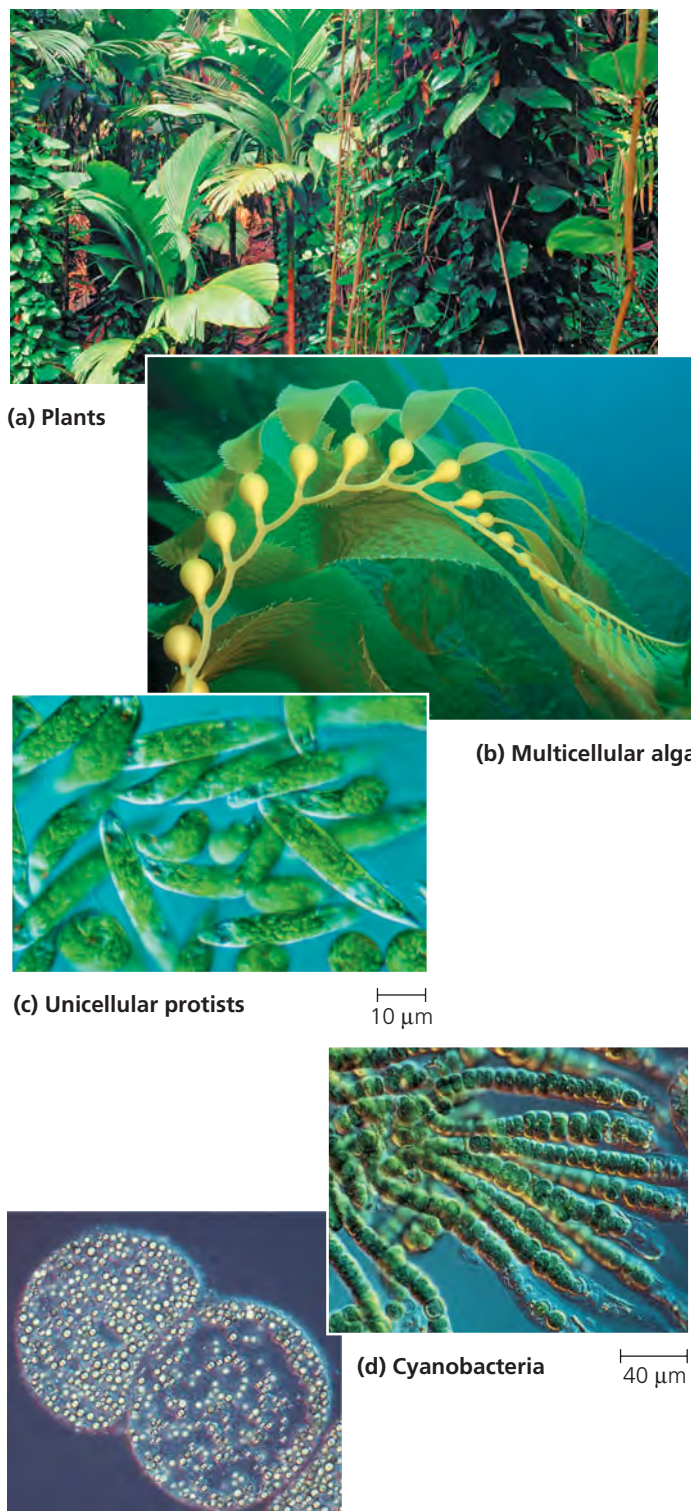 (a) Plants
(b) Multicellular alga
(c) Unicellular protists
10 μm
(d) Cyanobacteria
40 μm